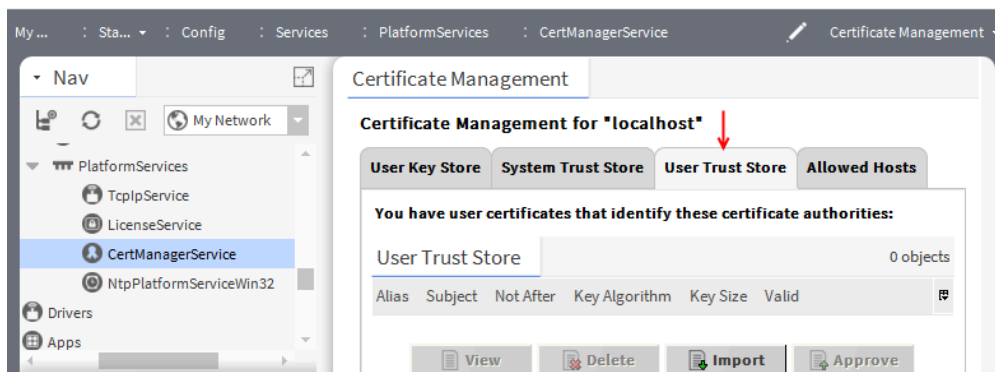 My ... : Sta... : Config : Services : PlatformServices : CertManagerService Certificate Management
Nav
My Network
PlatformServices
TcpIpService
LicenseService
CertManagerService
NtpPlatformServiceWin32
Drivers
Apps
Certificate Management
Certificate Management for "localhost"
User Key Store System Trust Store User Trust Store Allowed Hosts
You have user certificates that identify these certificate authorities:
User Trust Store 0 objects
Alias Subject Not After Key Algorithm Key Size Valid
View Delete Import Approve